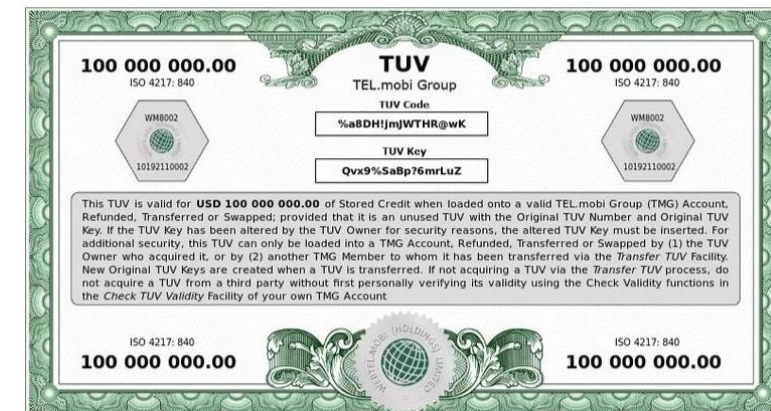 100 000 000.00
ISO 4217: 840
TUV
TEL.mobi Group
100 000 000.00
ISO 4217: 840
TUV Code
%a8DH!jmJWTHR@wK
TUV Key
Qvx9%SaBp?6mrLuZ
WM8002
10192110002
WM8002
10192110002
This TUV is valid for USD 100 000 000.00 of Stored Credit when loaded onto a valid TEL.mobi Group (TMG) Account,
Refunded, Transferred or Swapped; provided that it is an unused TUV with the Original TUV Number and Original TUV
Key. If the TUV Key has been altered by the TUV Owner for security reasons, the altered TUV Key must be inserted. For
additional security, this TUV can only be loaded into a TMG Account, Refunded, Transferred or Swapped by (1) the TUV
Owner who acquired it, or by (2) another TMG Member to whom it has been transferred via the Transfer TUV Facility.
New Original TUV Keys are created when a TUV is transferred. If not acquiring a TUV via the Transfer TUV process, do
not acquire a TUV from a third party without first personally verifying its validity using the Check Validity functions in
the Check TUV Validity Facility of your own TMG Account
ISO 4217: 840
100 000 000.00
(HOLDINGS) LIMITED
ISO 4217: 840
100 000 000.00